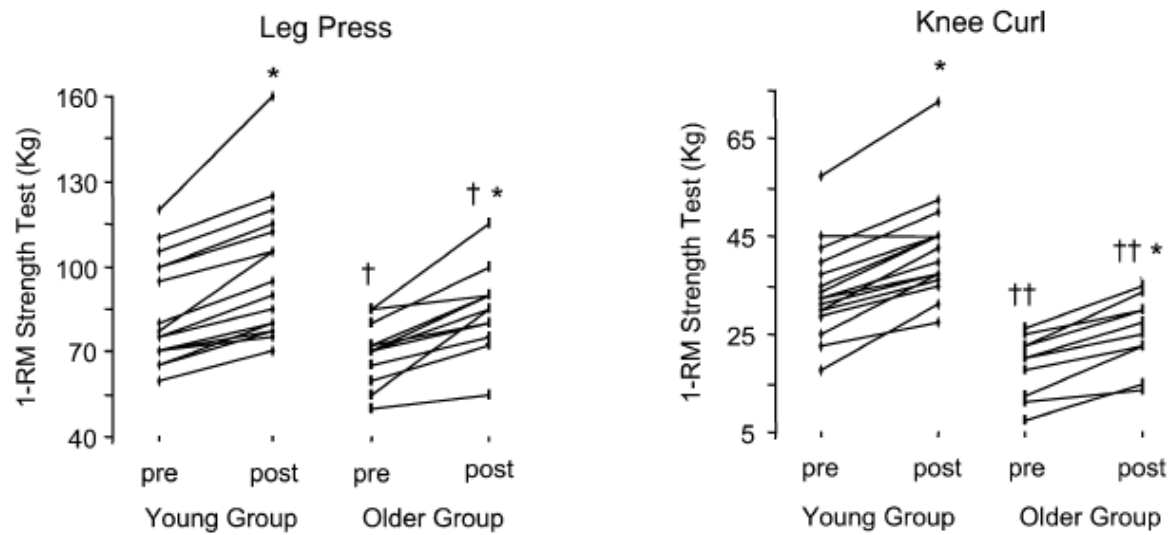 Leg Press
*
† *
†
1-RM Strength Test (Kg)
160
130
100
70
40
pre post pre post
Young Group Older Group
Knee Curl
*
†† *
††
1-RM Strength Test (Kg)
65
45
25
5
pre post pre post
Young Group Older Group